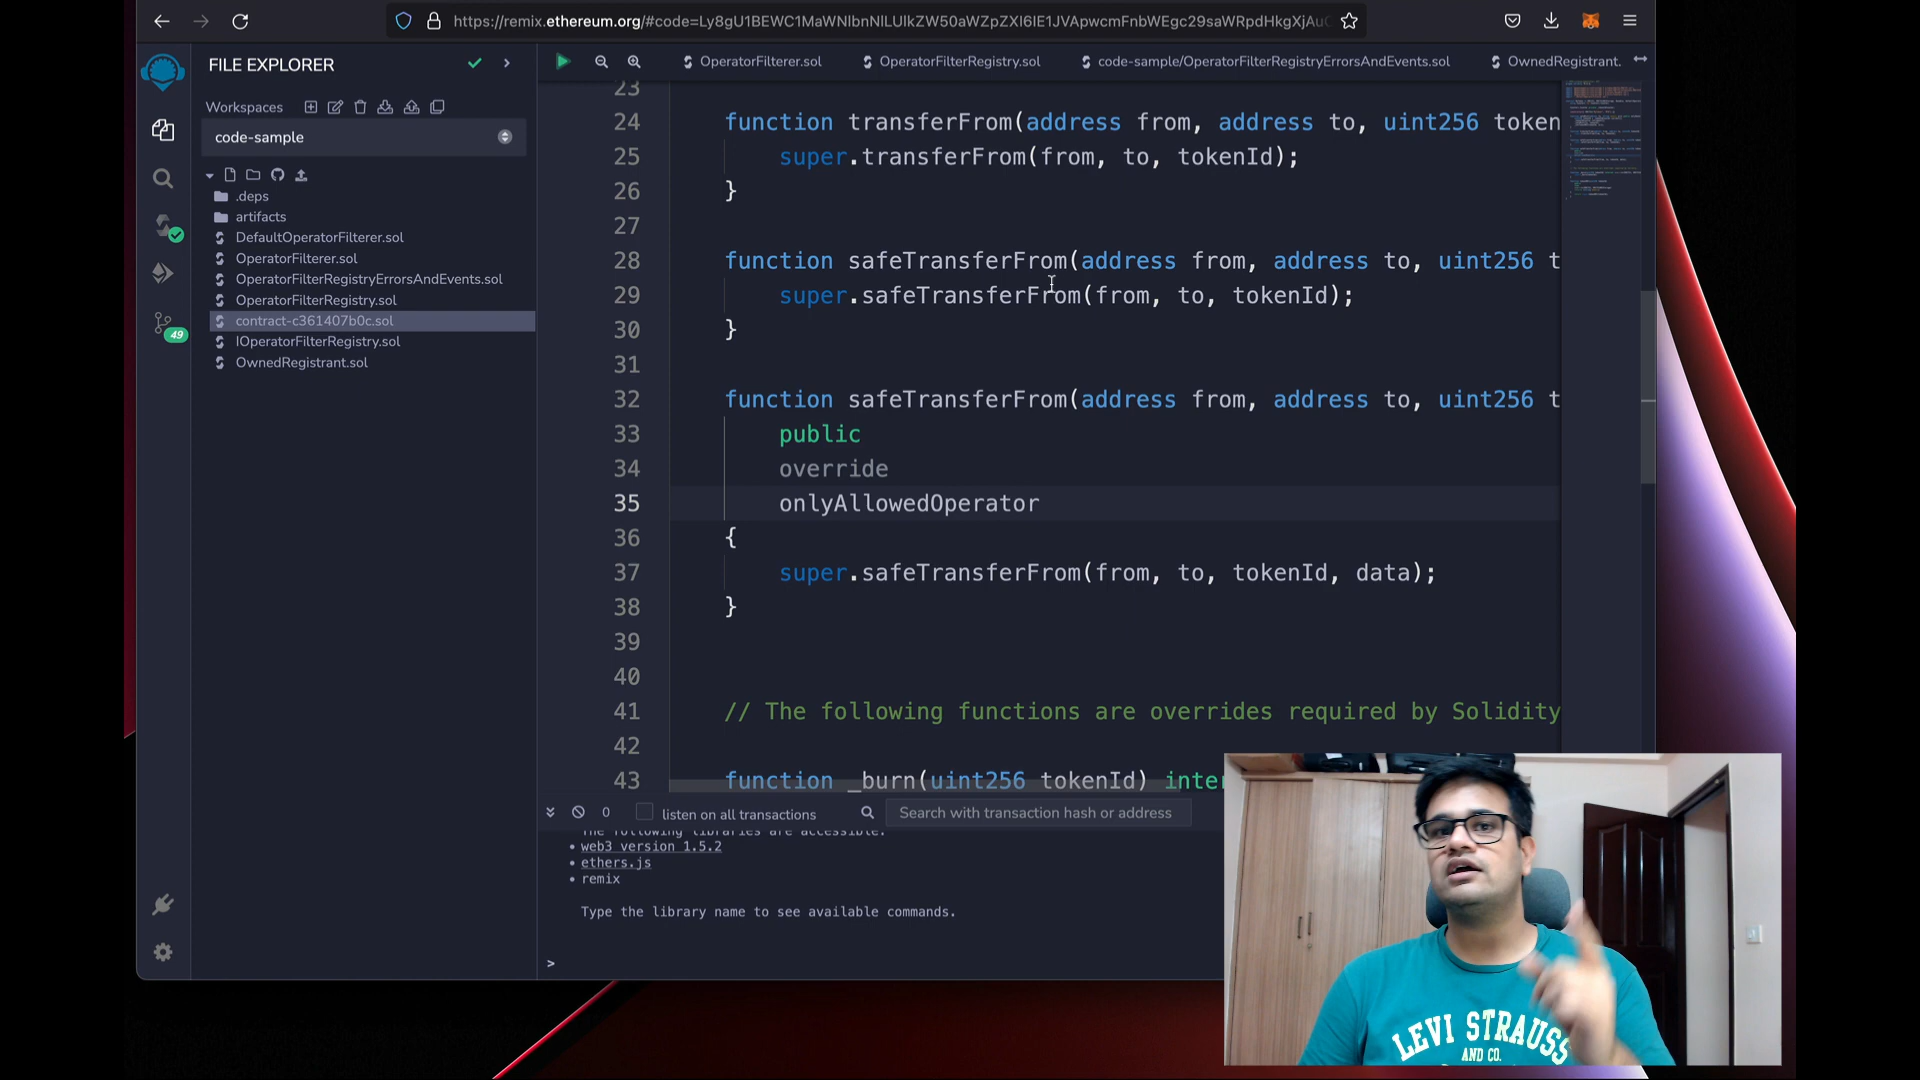 https://remix.ethereum.org/#code=Ly8gU1BEWC1MaWNlbnNlLUlkZW50aWZpZXI6IE1JVApwcmFnbWEgc29saWRpdHkgXjAuC
FILE EXPLORER
OperatorFilterer.sol
OperatorFilterRegistry.sol
code-sample/OperatorFilterRegistryErrorsAndEvents.sol
OwnedRegistrant.
Workspaces
code-sample
.deps
artifacts
DefaultOperatorFilterer.sol
OperatorFilterer.sol
OperatorFilterRegistryErrorsAndEvents.sol
OperatorFilterRegistry.sol
contract-c361407b0c.sol
IOperatorFilterRegistry.sol
OwnedRegistrant.sol
49
23
24 function transferFrom(address from, address to, uint256 token
25 super.transferFrom(from, to, tokenId);
26 }
27
28 function safeTransferFrom(address from, address to, uint256 t
29 super.safeTransferFrom(from, to, tokenId);
30 }
31
32 function safeTransferFrom(address from, address to, uint256 t
33 public
34 override
35 onlyAllowedOperator
36 {
37 super.safeTransferFrom(from, to, tokenId, data);
38 }
39
40
41 // The following functions are overrides required by Solidity
42
43 function _burn(uint256 tokenId) inter
0
listen on all transactions
Search with transaction hash or address
The following libraries are accessible:
• web3 version 1.5.2
• ethers.js
• remix
Type the library name to see available commands.
>
LEVI STRAUSS
AND CO.